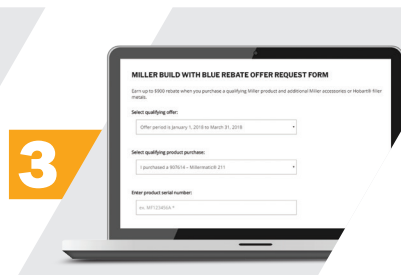 3
MILLER BUILD WITH BLUE REBATE OFFER REQUEST FORM
Earn up to $900 rebate when you purchase a qualifying Miller product and additional Miller accessories or Hobart® filler
metals.
Select qualifying offer:
Offer period is January 1, 2018 to March 31, 2018
Select qualifying product purchase:
I purchased a 907614 – Millermatic® 211
Enter product serial number: